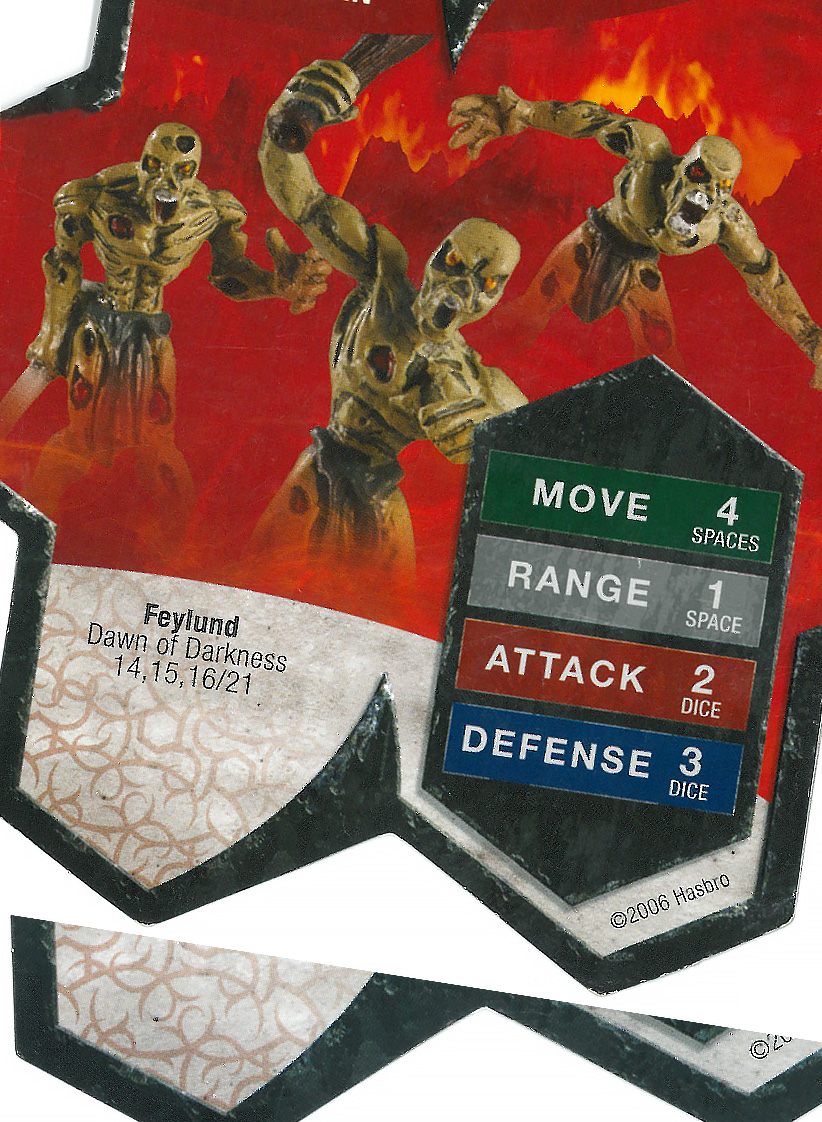 MOVE 4
SPACES
RANGE 1
SPACE
ATTACK 2
DICE
DEFENSE 3
DICE
Feylund
Dawn of Darkness
14,15,16/21
©2006 Hasbro